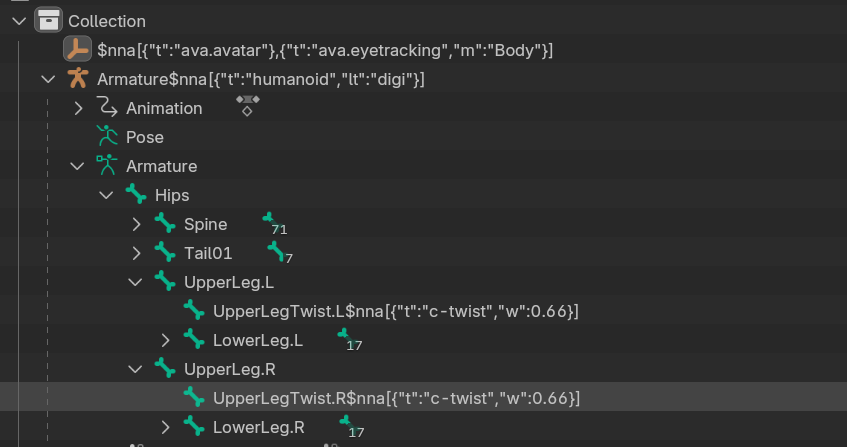 Collection
$nna[{"t":"ava.avatar"},{"t":"ava.eyetracking","m":"Body"}]
Armature$nna[{"t":"humanoid","lt":"digi"}]
Animation
Pose
Armature
Hips
Spine 71
Tail01 7
UpperLeg.L
UpperLegTwist.L$nna[{"t":"c-twist","w":0.66}]
LowerLeg.L 17
UpperLeg.R
UpperLegTwist.R$nna[{"t":"c-twist","w":0.66}]
LowerLeg.R 17